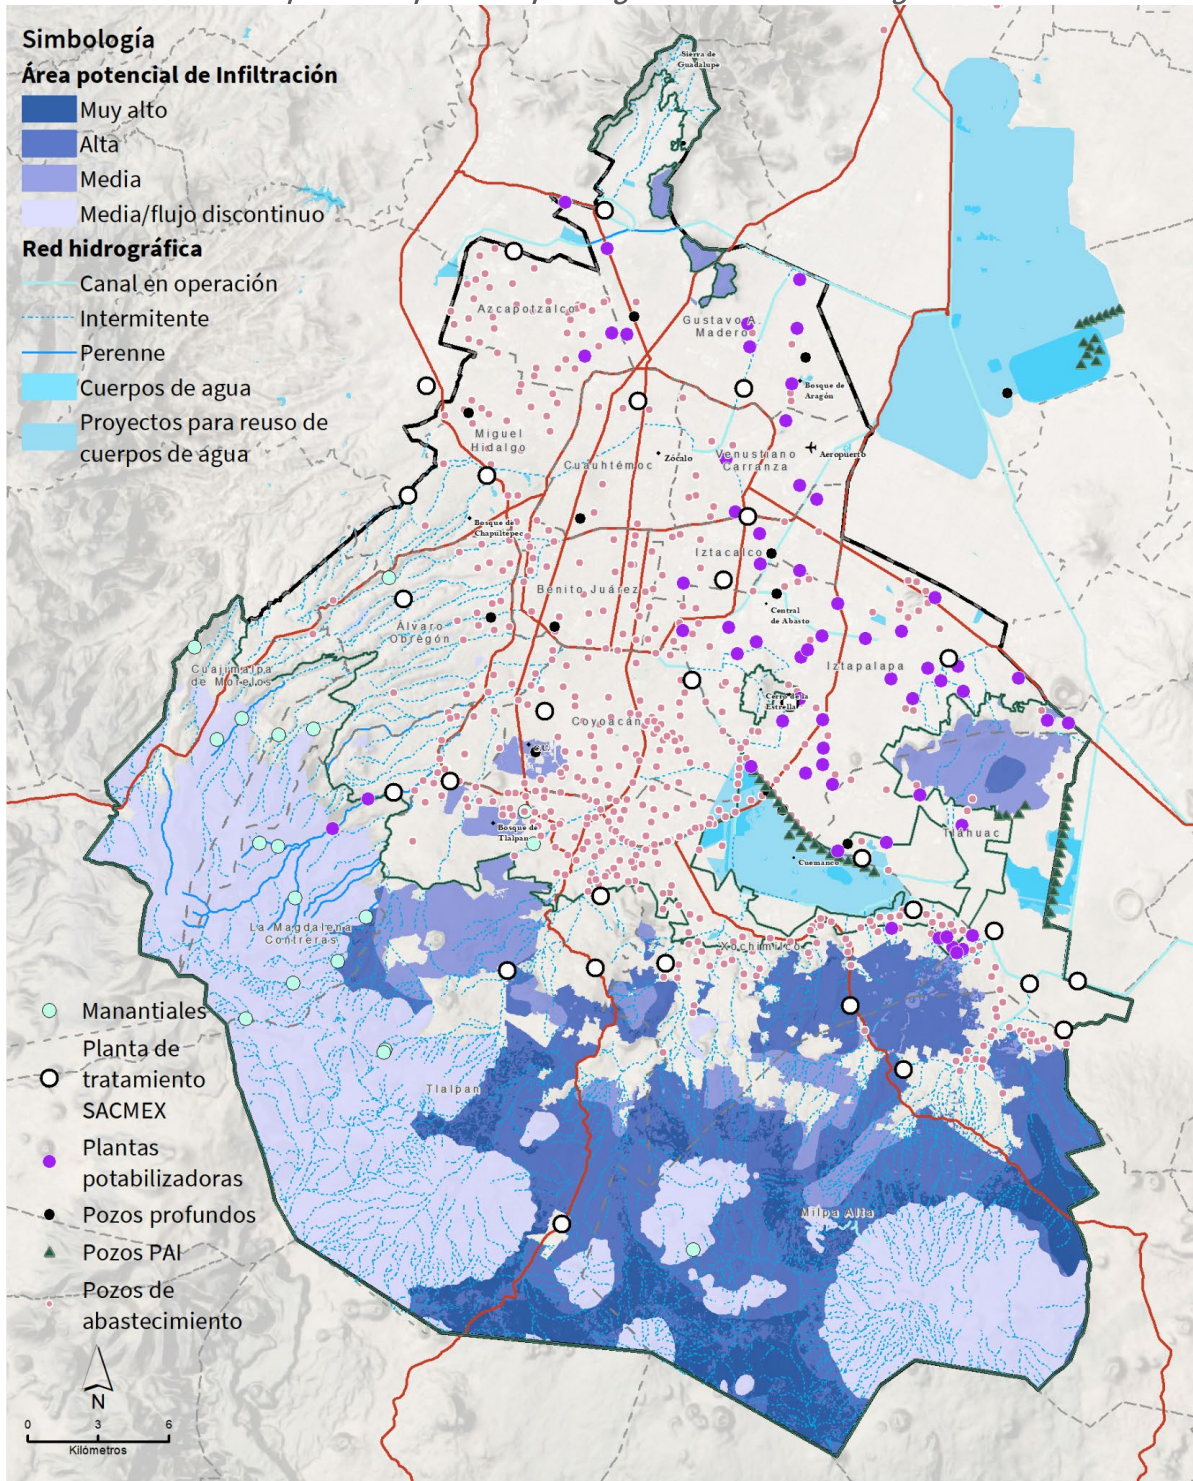 Simbología
Área potencial de Infiltración
Muy alto
Alta
Media
Media/flujo discontinuo
Red hidrográfica
Canal en operación
Intermitente
Perenne
Cuerpos de agua
Proyectos para reuso de
cuerpos de agua
Sierra de
Guadalupe
Azcapotzalco
Gustavo A.
Madero
Bosque de
Aragón
Miguel
Hidalgo
Cuauhtémoc
Zócalo
Venustiano
Carranza
Aeropuerto
Bosque de
Chapultepec
Iztacalco
Benito Juárez
Central
de Abasto
Álvaro
Obregón
Iztapalapa
Cuajimalpa
de Morelos
Cerro de la
Estrella
Coyoacán
Bosque de
Tlalpan
Tláhuac
Cuemanco
La Magdalena
Contreras
Xochimilco
Tlalpan
Milpa Alta
Manantiales
Planta de
tratamiento
SACMEX
Plantas
potabilizadoras
Pozos profundos
Pozos PAI
Pozos de
abastecimiento
N
0 3 6
Kilómetros